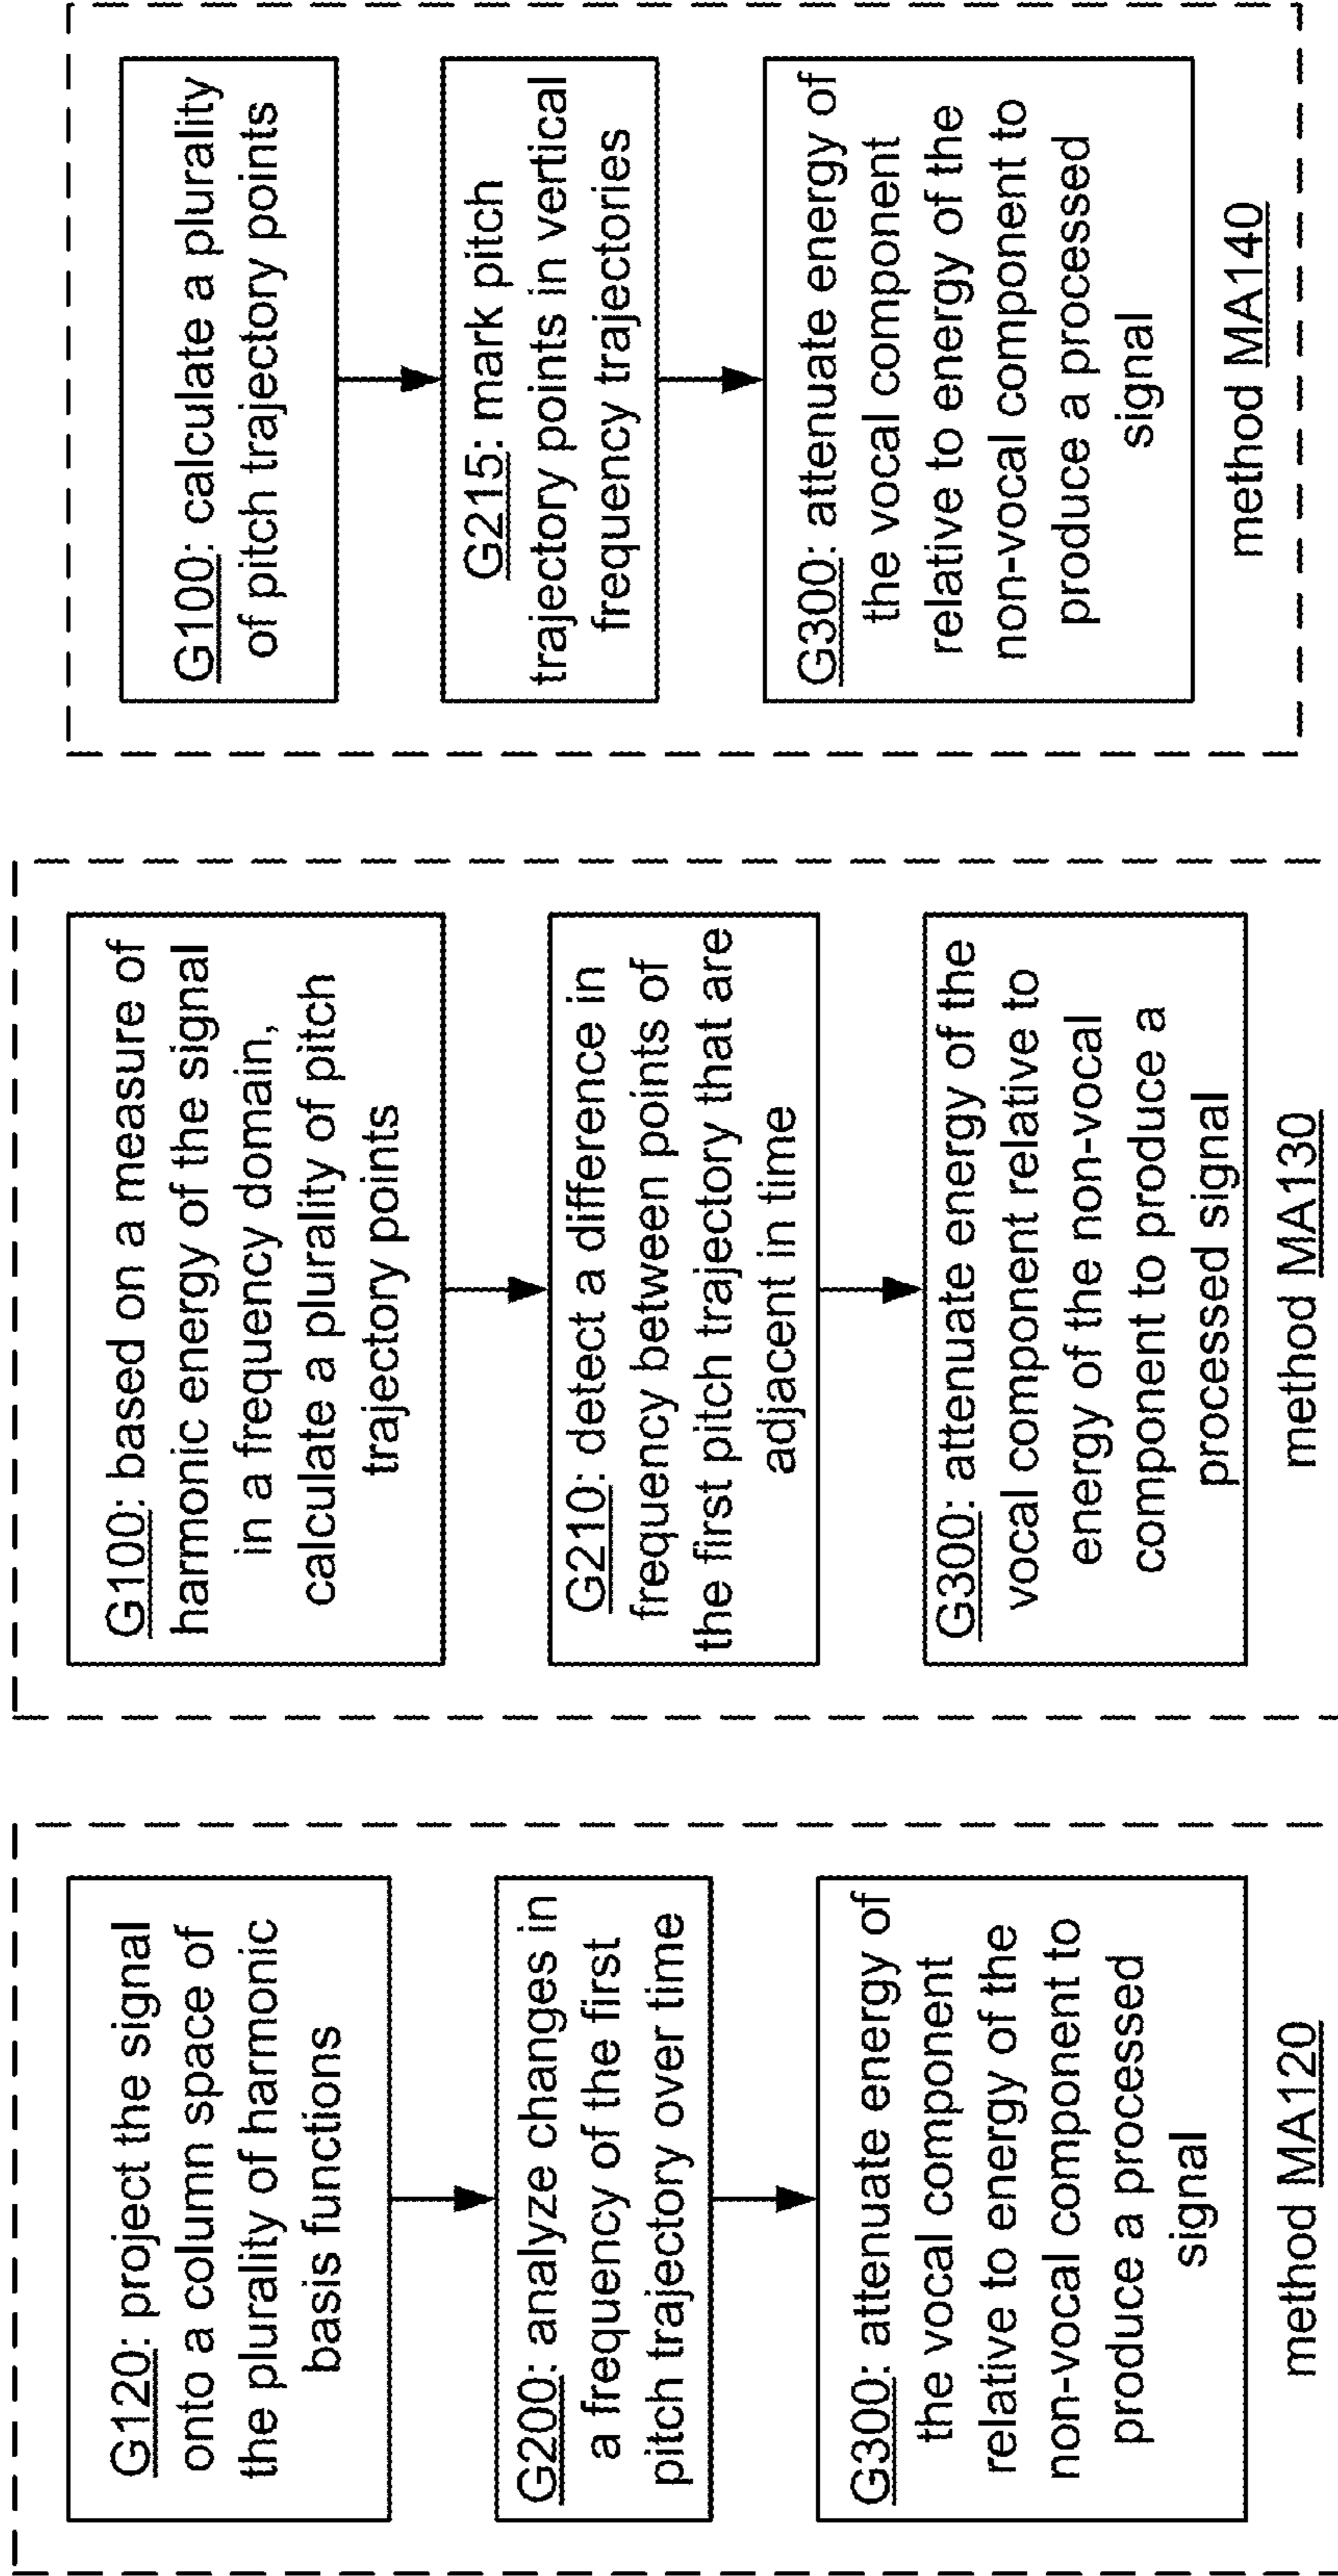 G120: project the signal
onto a column space of
the plurality of harmonic
basis functions
G200: analyze changes in
a frequency of the first
pitch trajectory over time
G300: attenuate energy of
the vocal component
relative to energy of the
non-vocal component to
produce a processed
signal
method MA120
G100: based on a measure of
harmonic energy of the signal
in a frequency domain,
calculate a plurality of pitch
trajectory points
G210: detect a difference in
frequency between points of
the first pitch trajectory that are
adjacent in time
G300: attenuate energy of the
vocal component relative to
energy of the non-vocal
component to produce a
processed signal
method MA130
G100: calculate a plurality
of pitch trajectory points
G215: mark pitch
trajectory points in vertical
frequency trajectories
G300: attenuate energy of
the vocal component
relative to energy of the
non-vocal component to
produce a processed
signal
method MA140